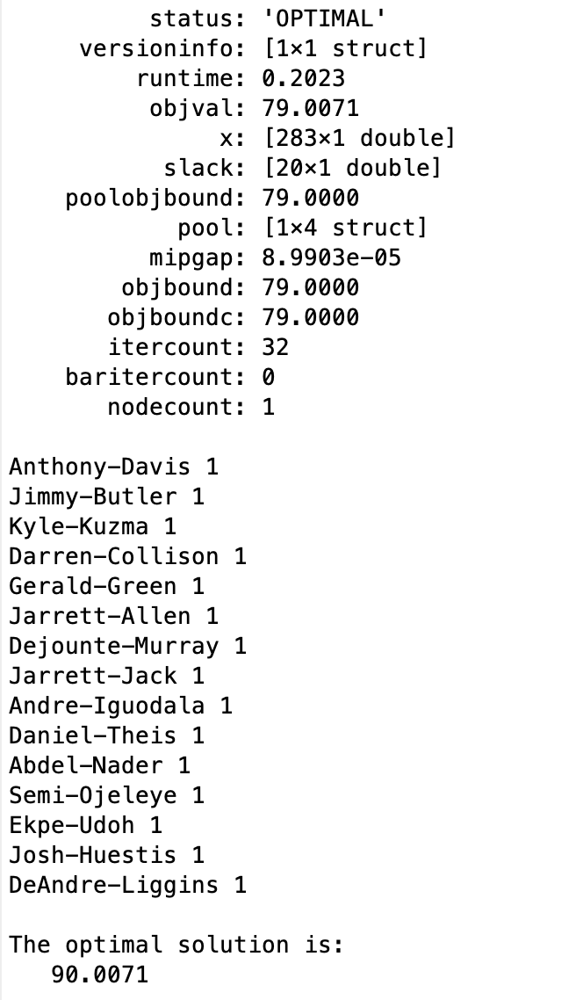 status: 'OPTIMAL'
versioninfo: [1×1 struct]
runtime: 0.2023
objval: 79.0071
x: [283×1 double]
slack: [20×1 double]
poolobjbound: 79.0000
pool: [1×4 struct]
mipgap: 8.9903e-05
objbound: 79.0000
objboundc: 79.0000
itercount: 32
baritercount: 0
nodecount: 1
Anthony-Davis 1
Jimmy-Butler 1
Kyle-Kuzma 1
Darren-Collison 1
Gerald-Green 1
Jarrett-Allen 1
Dejounte-Murray 1
Jarrett-Jack 1
Andre-Iguodala 1
Daniel-Theis 1
Abdel-Nader 1
Semi-Ojeleye 1
Ekpe-Udoh 1
Josh-Huestis 1
DeAndre-Liggins 1
The optimal solution is:
90.0071